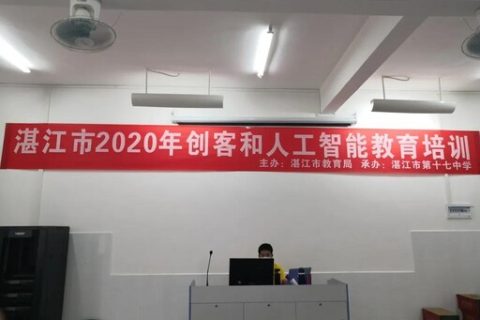 湛江市2020年创客和人工智能教育培训
主办：湛江市教育局 承办：湛江市第十七中学